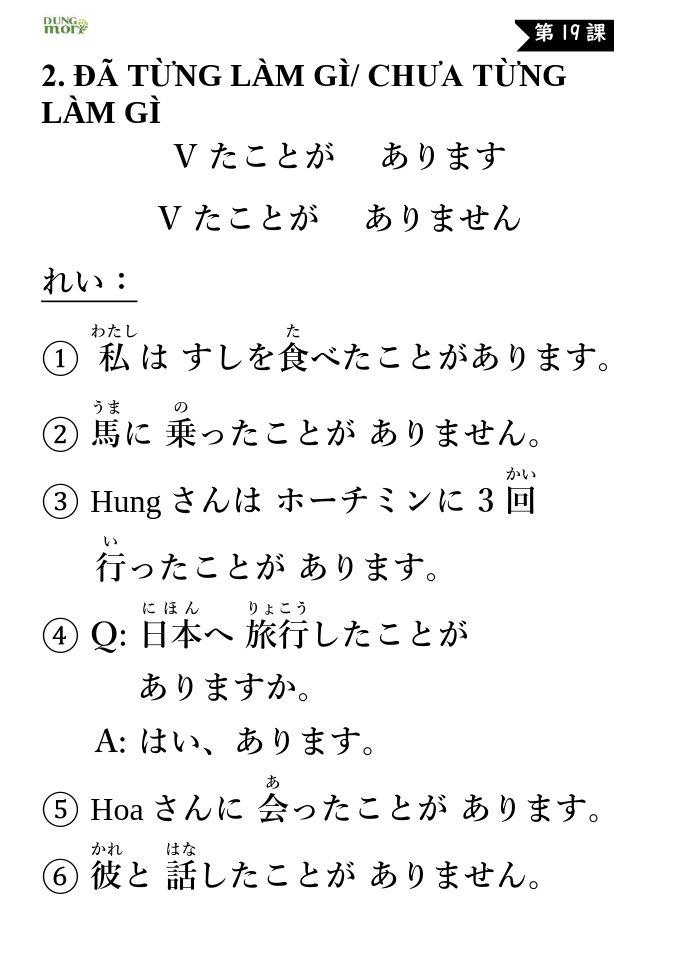 DUNG
mori
第19課
2. ĐÃ TỪNG LÀM GÌ/ CHƯA TỪNG
LÀM GÌ
V たことが あります
V たことが ありません
れい：
わたし た
① 私は すしを食べたことがあります。
うま の
② 馬に 乗ったことが ありません。
かい
③ Hung さんは ホーチミンに 3 回
い
行ったことが あります。
にほん りょこう
④ Q: 日本へ 旅行したことが
ありますか。
A: はい、あります。
あ
⑤ Hoa さんに 会ったことが あります。
かれ はな
⑥ 彼と 話したことが ありません。